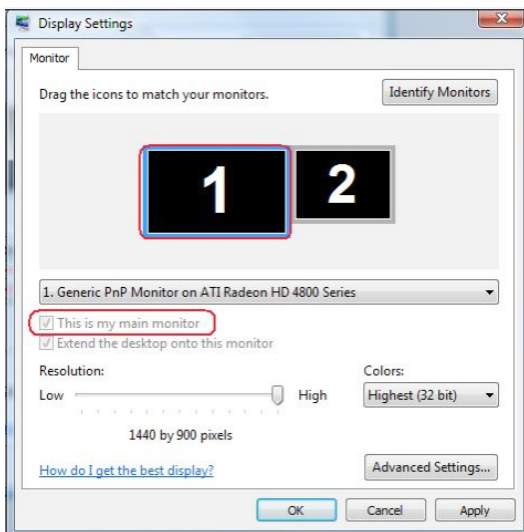 Display Settings
Monitor
Drag the icons to match your monitors.
Identify Monitors
1 2
1. Generic PnP Monitor on ATI Radeon HD 4800 Series
This is my main monitor
Extend the desktop onto this monitor
Resolution: Colors:
Low High Highest (32 bit)
1440 by 900 pixels
How do I get the best display? Advanced Settings...
OK Cancel Apply